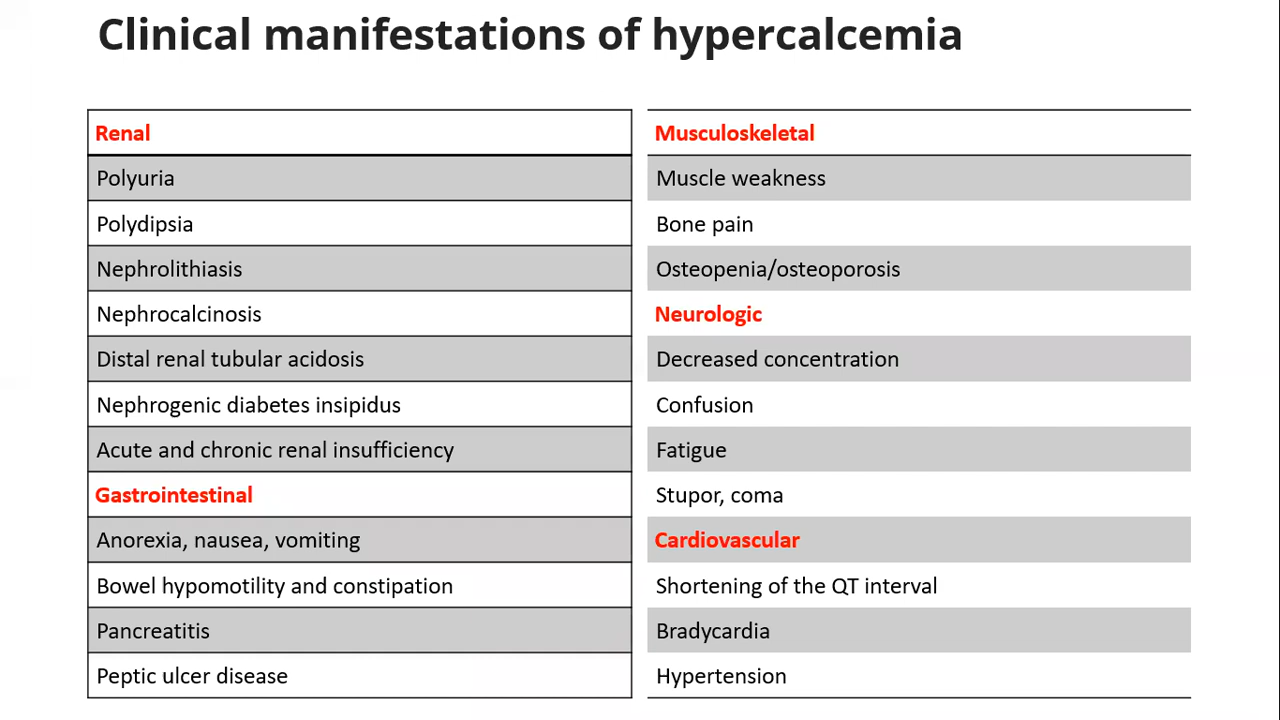 Clinical manifestations of hypercalcemia
Renal
Polyuria
Polydipsia
Nephrolithiasis
Nephrocalcinosis
Distal renal tubular acidosis
Nephrogenic diabetes insipidus
Acute and chronic renal insufficiency
Gastrointestinal
Anorexia, nausea, vomiting
Bowel hypomotility and constipation
Pancreatitis
Peptic ulcer disease
Musculoskeletal
Muscle weakness
Bone pain
Osteopenia/osteoporosis
Neurologic
Decreased concentration
Confusion
Fatigue
Stupor, coma
Cardiovascular
Shortening of the QT interval
Bradycardia
Hypertension